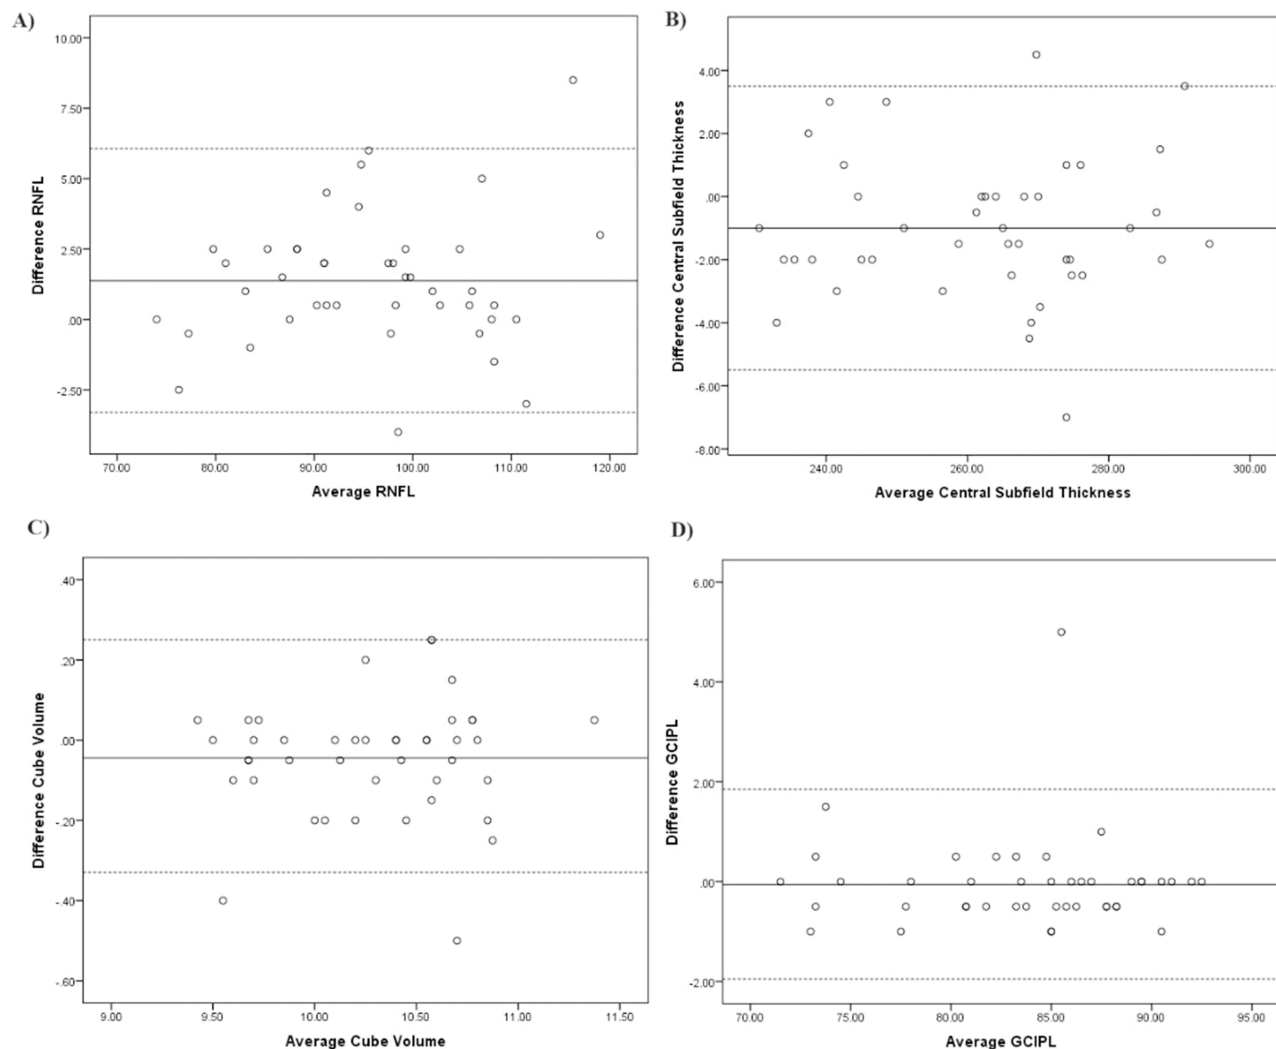 A)
10.00
7.50
5.00
2.50
.00
-2.50
Difference RNFL
70.00 80.00 90.00 100.00 110.00 120.00
Average RNFL
B)
4.00
2.00
.00
-2.00
-4.00
-6.00
-8.00
Difference Central Subfield Thickness
240.00 260.00 280.00 300.00
Average Central Subfield Thickness
C)
.40
.20
.00
-.20
-.40
-.60
Difference Cube Volume
9.00 9.50 10.00 10.50 11.00 11.50
Average Cube Volume
D)
6.00
4.00
2.00
.00
-2.00
Difference GCIPL
70.00 75.00 80.00 85.00 90.00 95.00
Average GCIPL